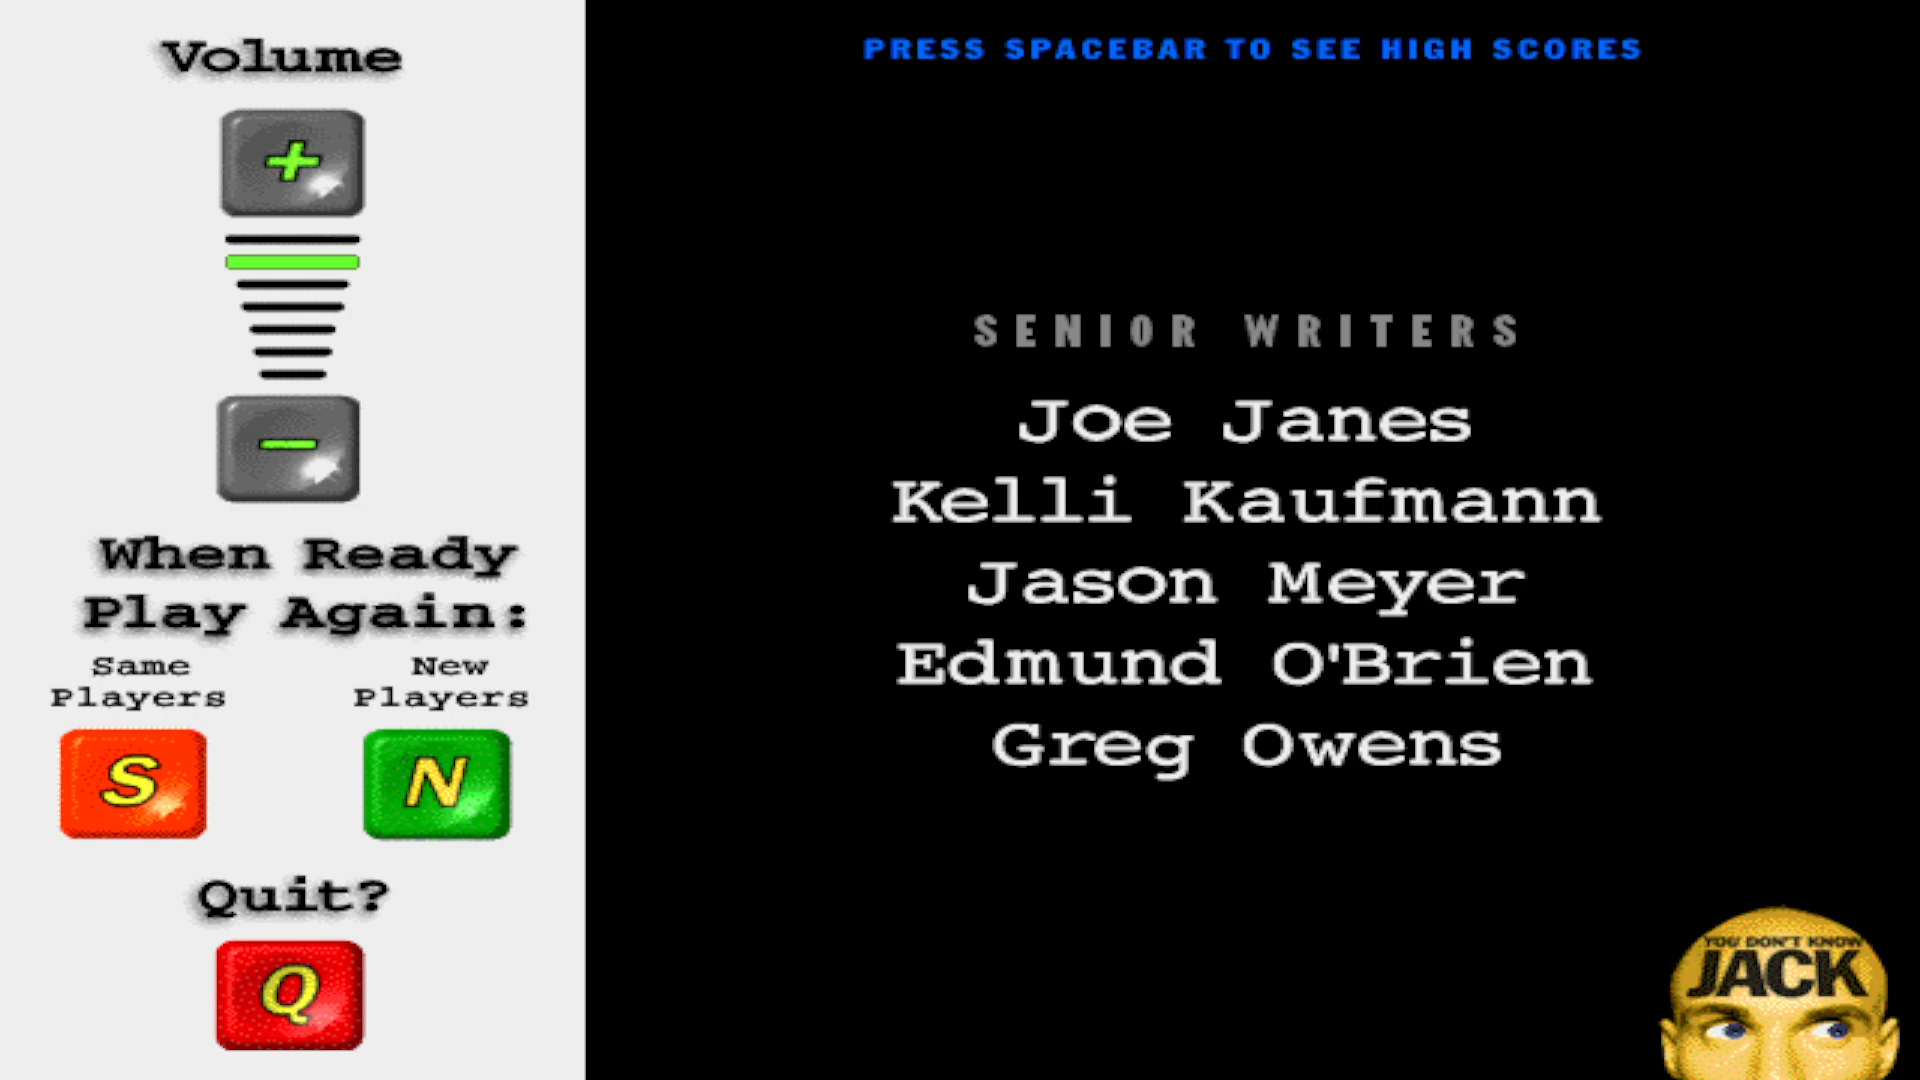 Volume
+
-
When Ready
Play Again:
Same
Players
New
Players
S
N
Quit?
Q
PRESS SPACEBAR TO SEE HIGH SCORES
SENIOR WRITERS
Joe Janes
Kelli Kaufmann
Jason Meyer
Edmund O'Brien
Greg Owens
YOU DON'T KNOW
JACK